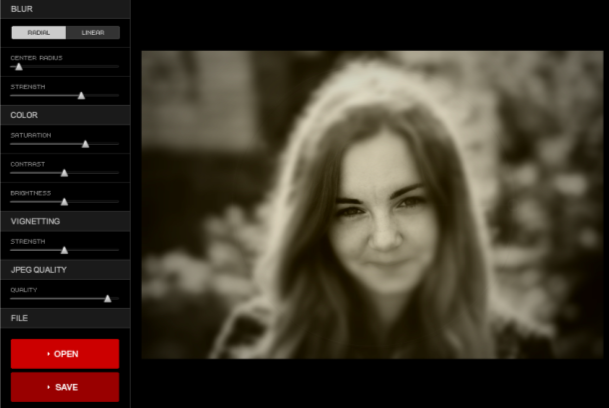 BLUR
RADIAL LINEAR
CENTER RADIUS
STRENGTH
COLOR
SATURATION
CONTRAST
BRIGHTNESS
VIGNETTING
STRENGTH
JPEG QUALITY
QUALITY
FILE
OPEN
SAVE